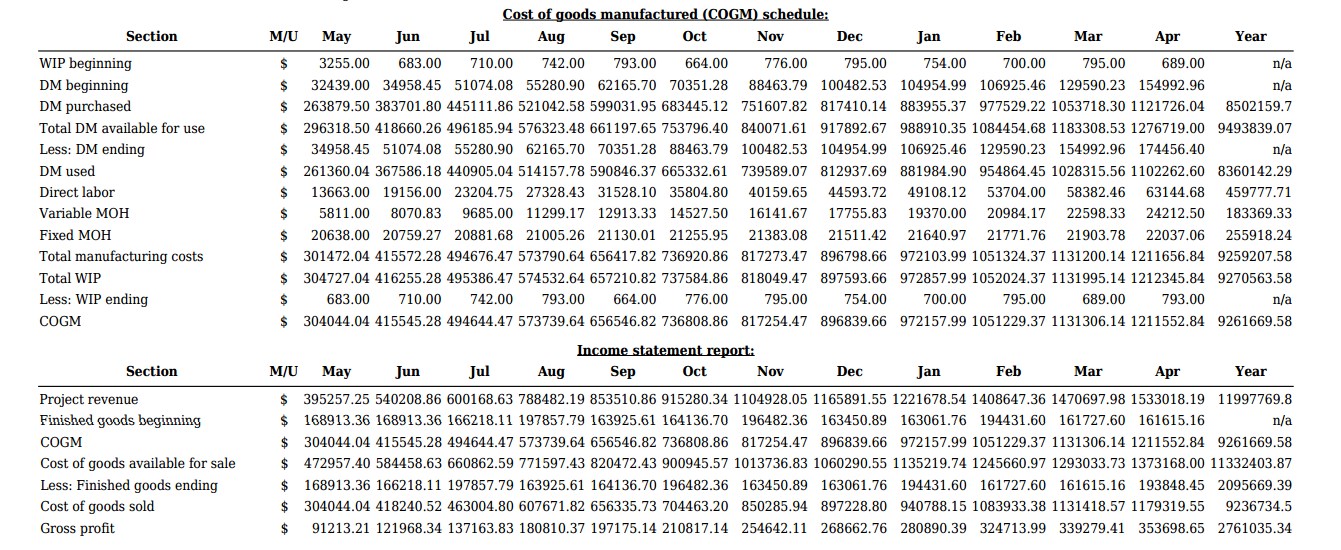 Cost of goods manufactured (COGM) schedule:
Section M/U May Jun Jul Aug Sep Oct Nov Dec Jan Feb Mar Apr Year
WIP beginning $ 3255.00 683.00 710.00 742.00 793.00 664.00 776.00 795.00 754.00 700.00 795.00 689.00 n/a
DM beginning $ 32439.00 34958.45 51074.08 55280.90 62165.70 70351.28 88463.79 100482.53 104954.99 106925.46 129590.23 154992.96 n/a
DM purchased $ 263879.50 383701.80 445111.86 521042.58 599031.95 683445.12 751607.82 817410.14 883955.37 977529.22 1053718.30 1121726.04 8502159.7
Total DM available for use $ 296318.50 418660.26 496185.94 576323.48 661197.65 753796.40 840071.61 917892.67 988910.35 1084454.68 1183308.53 1276719.00 9493839.07
Less: DM ending $ 34958.45 51074.08 55280.90 62165.70 70351.28 88463.79 100482.53 104954.99 106925.46 129590.23 154992.96 174456.40 n/a
DM used $ 261360.04 367586.18 440905.04 514157.78 590846.37 665332.61 739589.07 812937.69 881984.90 954864.45 1028315.56 1102262.60 8360142.29
Direct labor $ 13663.00 19156.00 23204.75 27328.43 31528.10 35804.80 40159.65 44593.72 49108.12 53704.00 58382.46 63144.68 459777.71
Variable MOH $ 5811.00 8070.83 9685.00 11299.17 12913.33 14527.50 16141.67 17755.83 19370.00 20984.17 22598.33 24212.50 183369.33
Fixed MOH $ 20638.00 20759.27 20881.68 21005.26 21130.01 21255.95 21383.08 21511.42 21640.97 21771.76 21903.78 22037.06 255918.24
Total manufacturing costs $ 301472.04 415572.28 494676.47 573790.64 656417.82 736920.86 817273.47 896798.66 972103.99 1051324.37 1131200.14 1211656.84 9259207.58
Total WIP $ 304727.04 416255.28 495386.47 574532.64 657210.82 737584.86 818049.47 897593.66 972857.99 1052024.37 1131995.14 1212345.84 9270563.58
Less: WIP ending $ 683.00 710.00 742.00 793.00 664.00 776.00 795.00 754.00 700.00 795.00 689.00 793.00 n/a
COGM $ 304044.04 415545.28 494644.47 573739.64 656546.82 736808.86 817254.47 896839.66 972157.99 1051229.37 1131306.14 1211552.84 9261669.58
Income statement report:
Section M/U May Jun Jul Aug Sep Oct Nov Dec Jan Feb Mar Apr Year
Project revenue $ 395257.25 540208.86 600168.63 788482.19 853510.86 915280.34 1104928.05 1165891.55 1221678.54 1408647.36 1470697.98 1533018.19 11997769.8
Finished goods beginning $ 168913.36 168913.36 166218.11 197857.79 163925.61 164136.70 196482.36 163450.89 163061.76 194431.60 161727.60 161615.16 n/a
COGM $ 304044.04 415545.28 494644.47 573739.64 656546.82 736808.86 817254.47 896839.66 972157.99 1051229.37 1131306.14 1211552.84 9261669.58
Cost of goods available for sale $ 472957.40 584458.63 660862.59 771597.43 820472.43 900945.57 1013736.83 1060290.55 1135219.74 1245660.97 1293033.73 1373168.00 11332403.87
Less: Finished goods ending $ 168913.36 166218.11 197857.79 163925.61 164136.70 196482.36 163450.89 163061.76 194431.60 161727.60 161615.16 193848.45 2095669.39
Cost of goods sold $ 304044.04 418240.52 463004.80 607671.82 656335.73 704463.20 850285.94 897228.80 940788.15 1083933.38 1131418.57 1179319.55 9236734.5
Gross profit $ 91213.21 121968.34 137163.83 180810.37 197175.14 210817.14 254642.11 268662.76 280890.39 324713.99 339279.41 353698.65 2761035.34